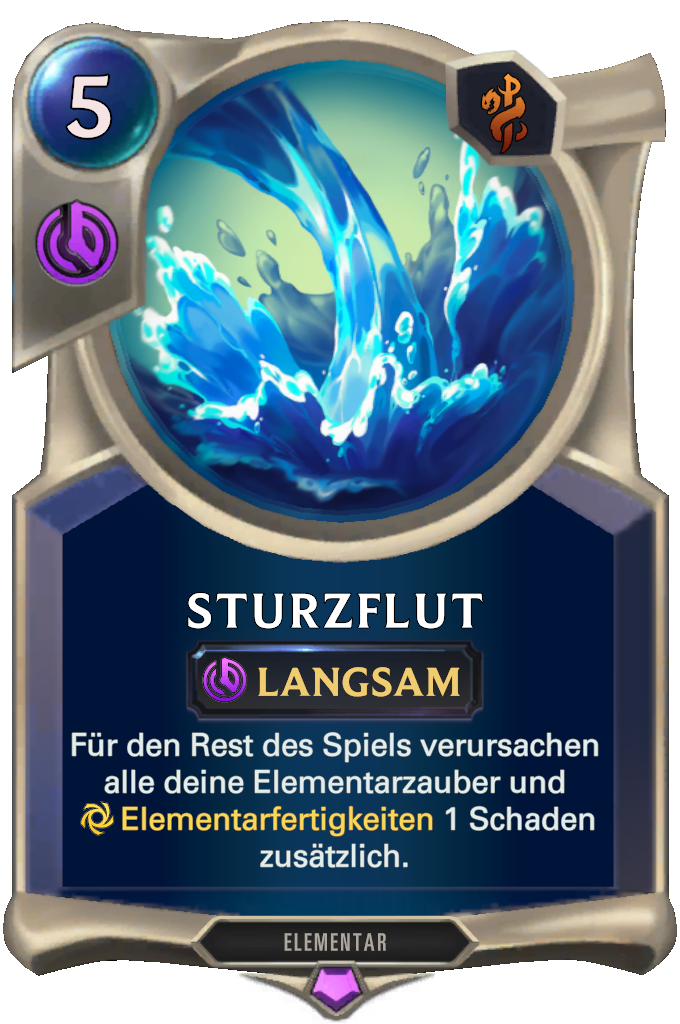 5
STURZFLUT
LANGSAM
Für den Rest des Spiels verursachen
alle deine Elementarzauber und
Elementarfertigkeiten 1 Schaden
zusätzlich.
ELEMENTAR